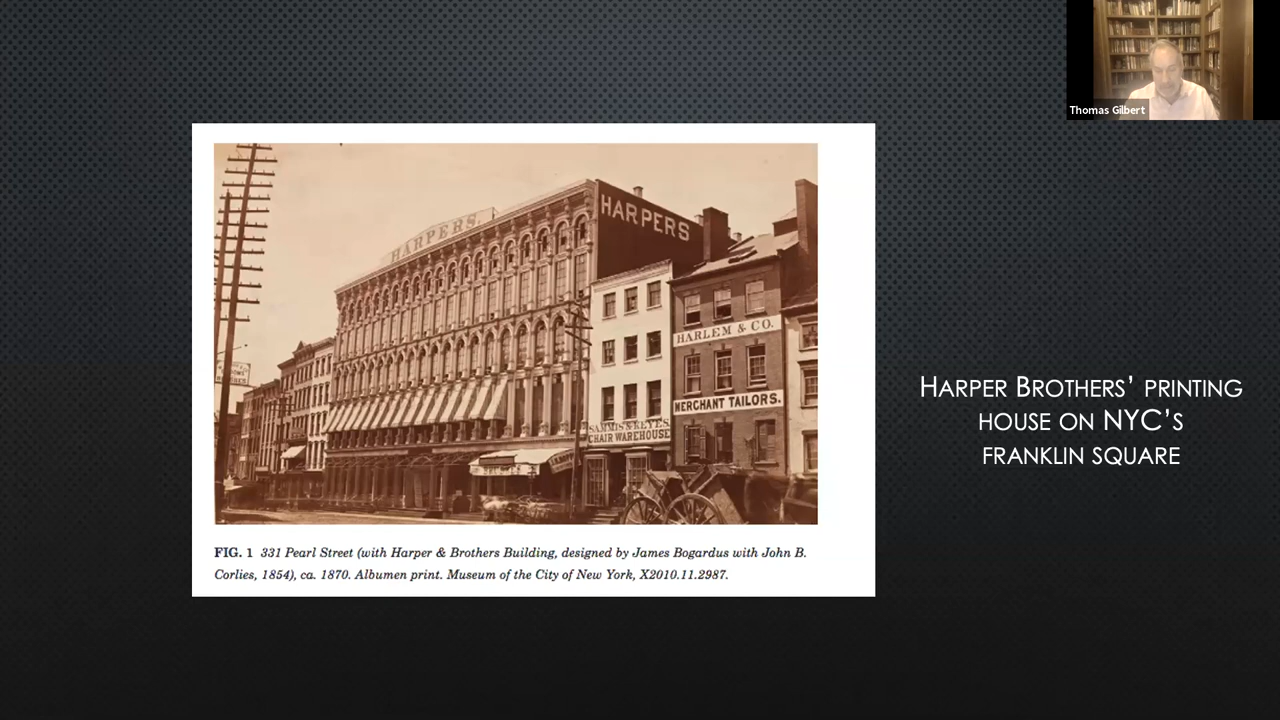 Thomas Gilbert
HARPERS.
HARPERS
HARLEM & CO.
MERCHANT TAILORS.
SAMMIS & KEYES
CHAIR WAREHOUSE
HARPER BROTHERS' PRINTING
HOUSE ON NYC'S
FRANKLIN SQUARE
FIG. 1 331 Pearl Street (with Harper & Brothers Building, designed by James Bogardus with John B.
Corlies, 1854), ca. 1870. Albumen print. Museum of the City of New York, X2010.11.2987.